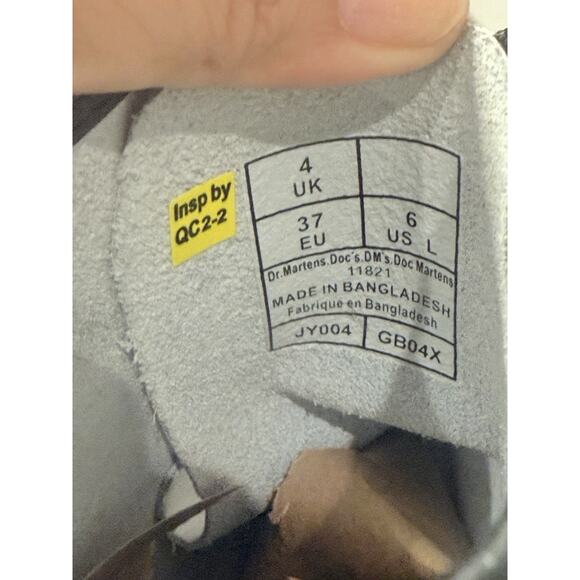 Insp by
QC2-2
4
UK
37
EU
6
US L
Dr.Martens.Doc's.DM's.Doc Martens
11821
MADE IN BANGLADESH
Fabrique en Bangladesh
JY004
GB04X